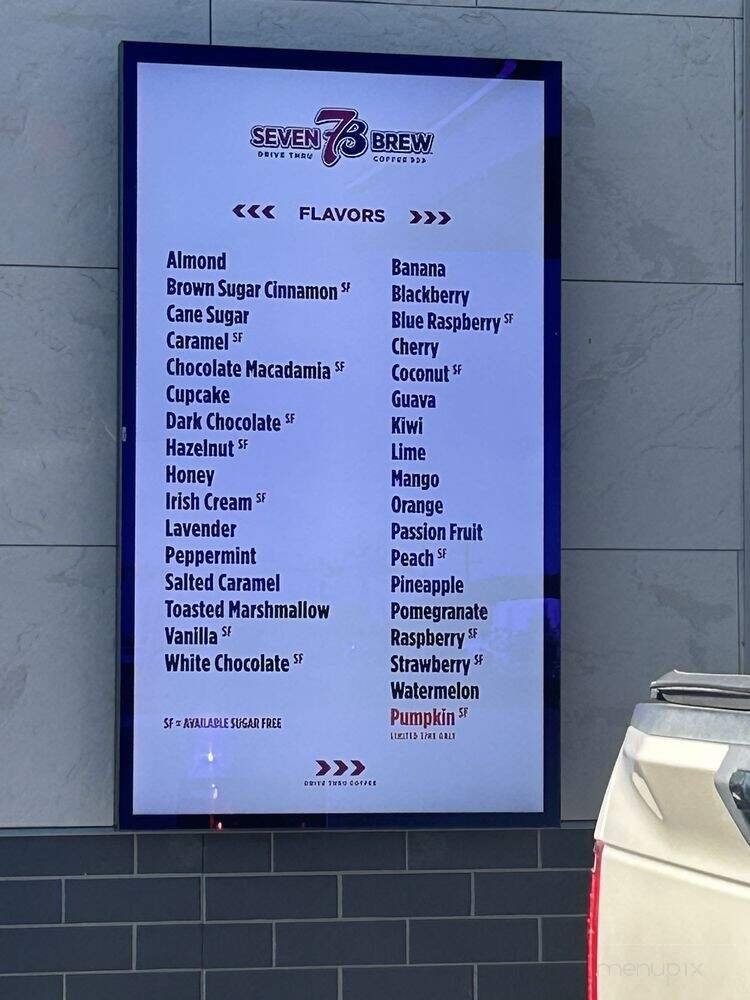 SEVEN 7B BREW
DRIVE THRU COFFEE
FLAVORS
Almond
Brown Sugar Cinnamon SF
Cane Sugar
Caramel SF
Chocolate Macadamia SF
Cupcake
Dark Chocolate SF
Hazelnut SF
Honey
Irish Cream SF
Lavender
Peppermint
Salted Caramel
Toasted Marshmallow
Vanilla SF
White Chocolate SF
SF = AVAILABLE SUGAR FREE
Banana
Blackberry
Blue Raspberry SF
Cherry
Coconut SF
Guava
Kiwi
Lime
Mango
Orange
Passion Fruit
Peach SF
Pineapple
Pomegranate
Raspberry SF
Strawberry SF
Watermelon
Pumpkin SF
LIMITED TIME ONLY
DRIVE THRU COFFEE
menupix